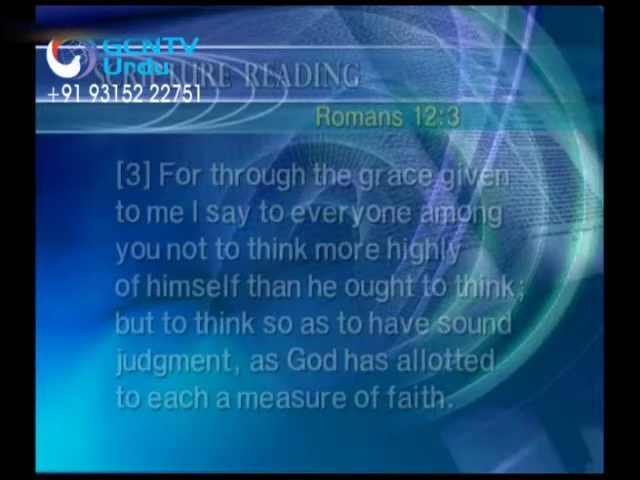 GCNTV
Urdu
SCRIPTURE READING
+91 93152 22751
Romans 12:3
[3] For through the grace given
to me I say to everyone among
you not to think more highly
of himself than he ought to think;
but to think so as to have sound
judgment, as God has allotted
to each a measure of faith.